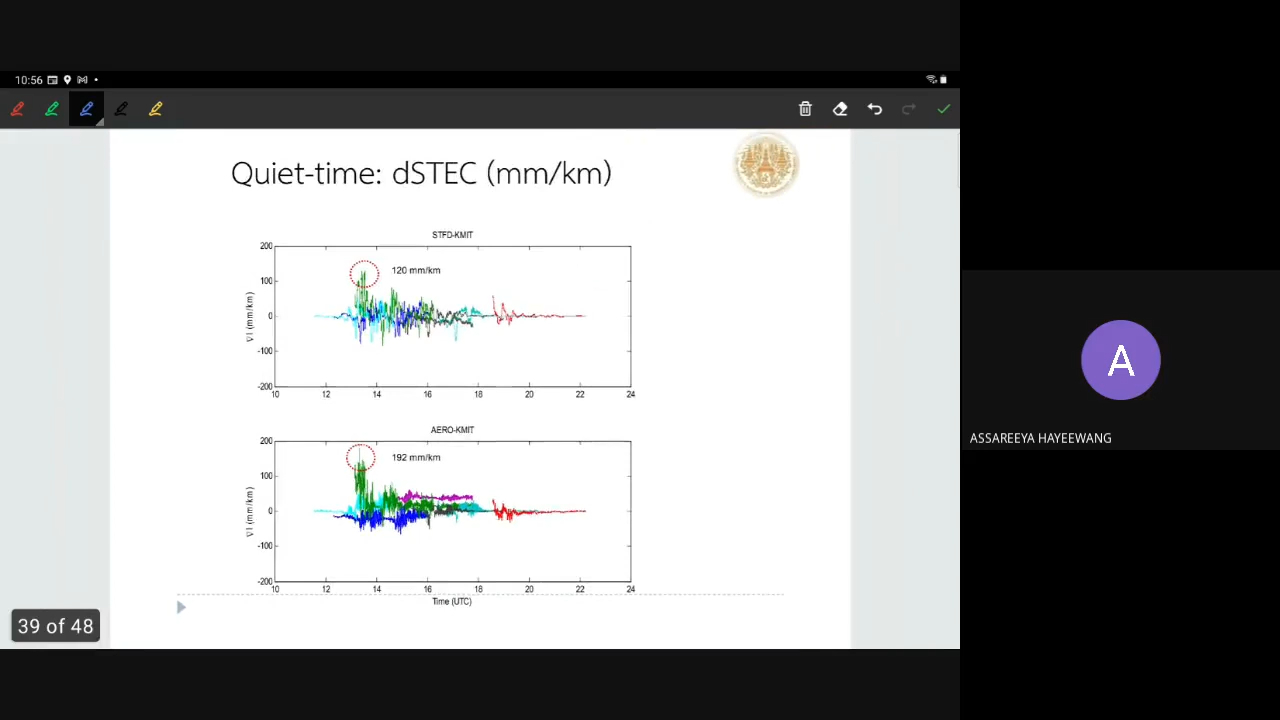 10:56
Quiet-time: dSTEC (mm/km)
STFD-KMIT
200
100
0
-100
-200
∇ I (mm/km)
120 mm/km
10 12 14 16 18 20 22 24
AERO-KMIT
200
100
0
-100
-200
∇ I (mm/km)
192 mm/km
10 12 14 16 18 20 22 24
Time (UTC)
39 of 48
A
ASSAREEYA HAYEEWANG